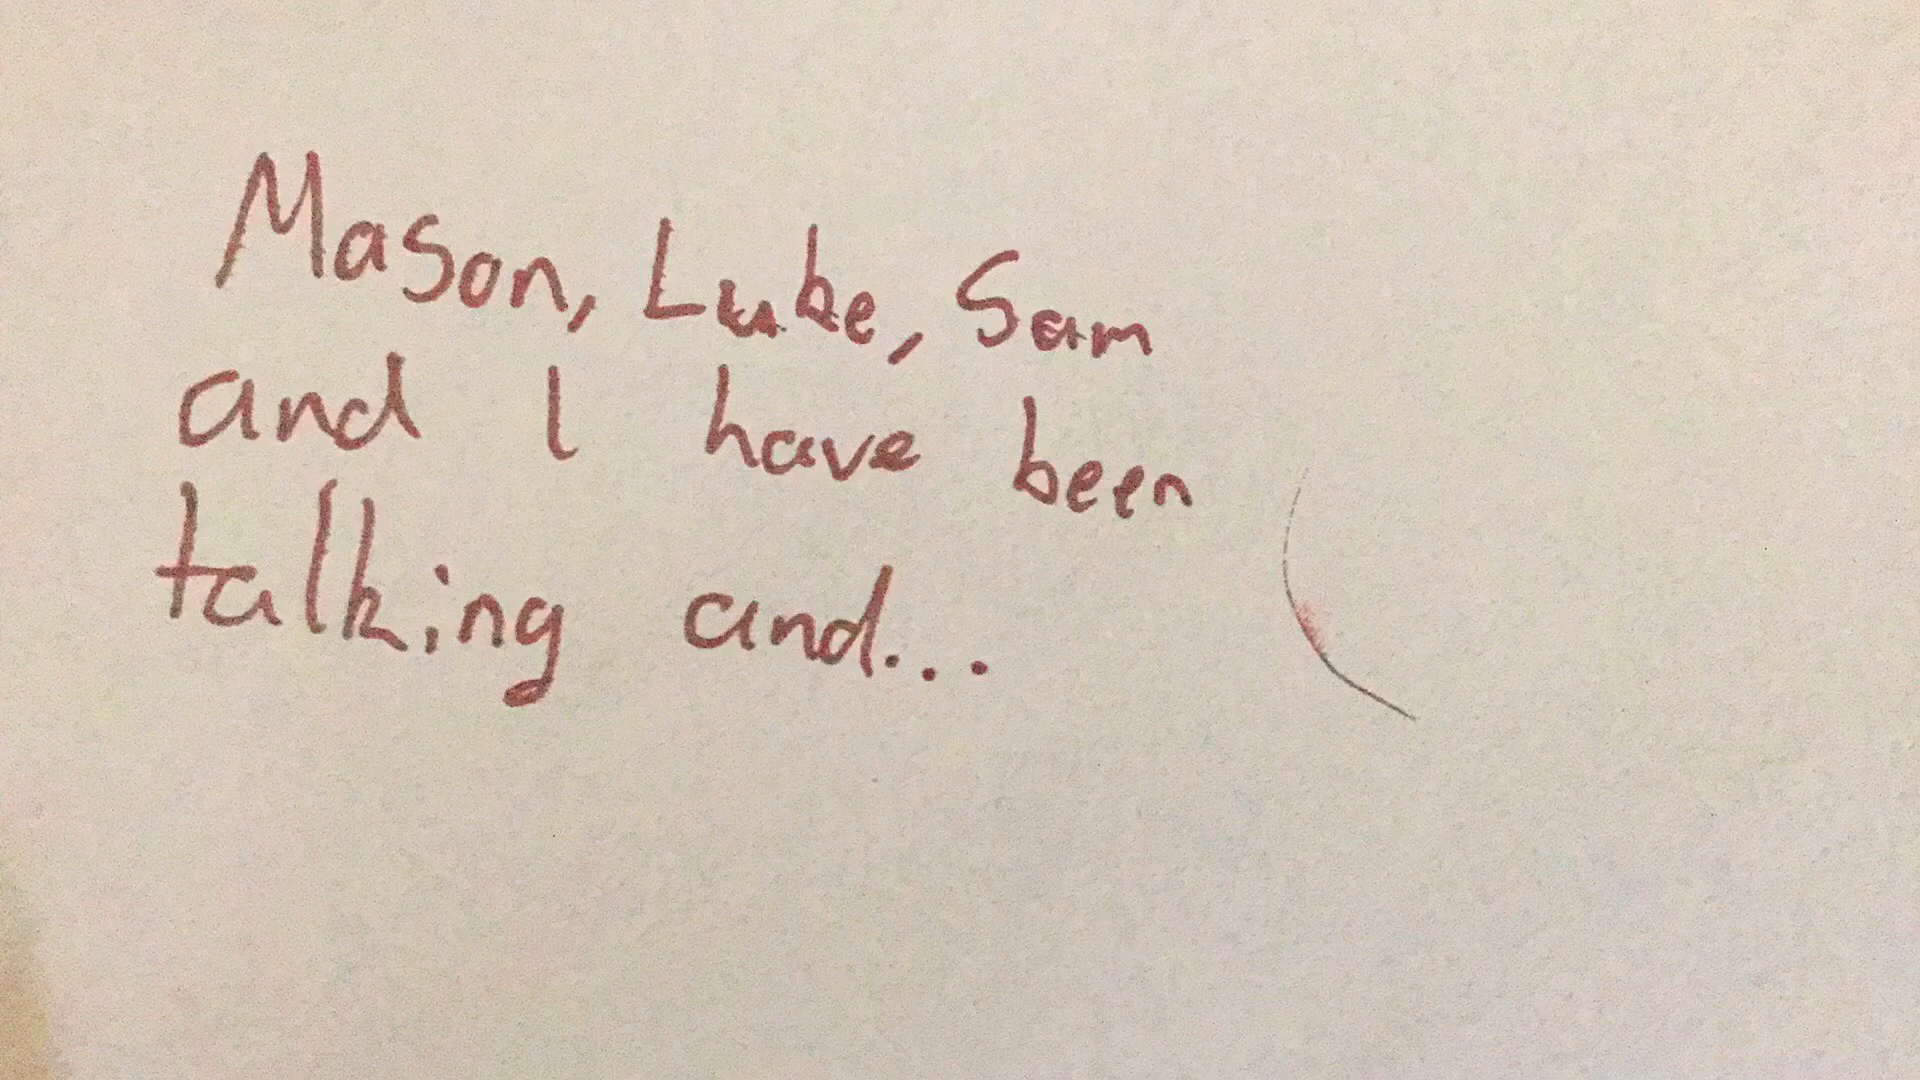 Mason, Luke, Sam
and I have been
talking and...